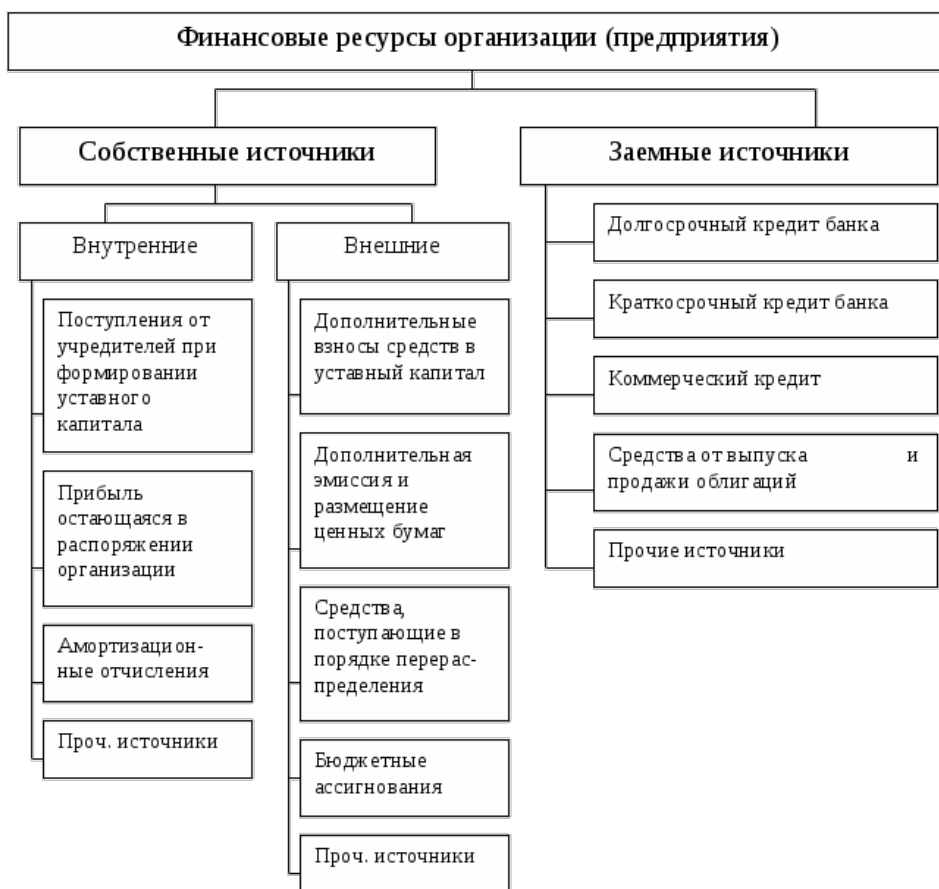 Финансовые ресурсы организации (предприятия)
Собственные источники
Внутренние
Поступления от
учредителей при
формировании
уставного
капитала
Прибыль
остающаяся в
распоряжении
организации
Амортизацион-
ные отчисления
Проч. источники
Внешние
Дополнительные
взносы средств в
уставный капитал
Дополнительная
эмиссия и
размещение
ценных бумаг
Средства,
поступающие в
порядке перерас-
пределения
Бюджетные
ассигнования
Проч. источники
Заемные источники
Долгосрочный кредит банка
Краткосрочный кредит банка
Коммерческий кредит
Средства от выпуска и
продажи облигаций
Прочие источники